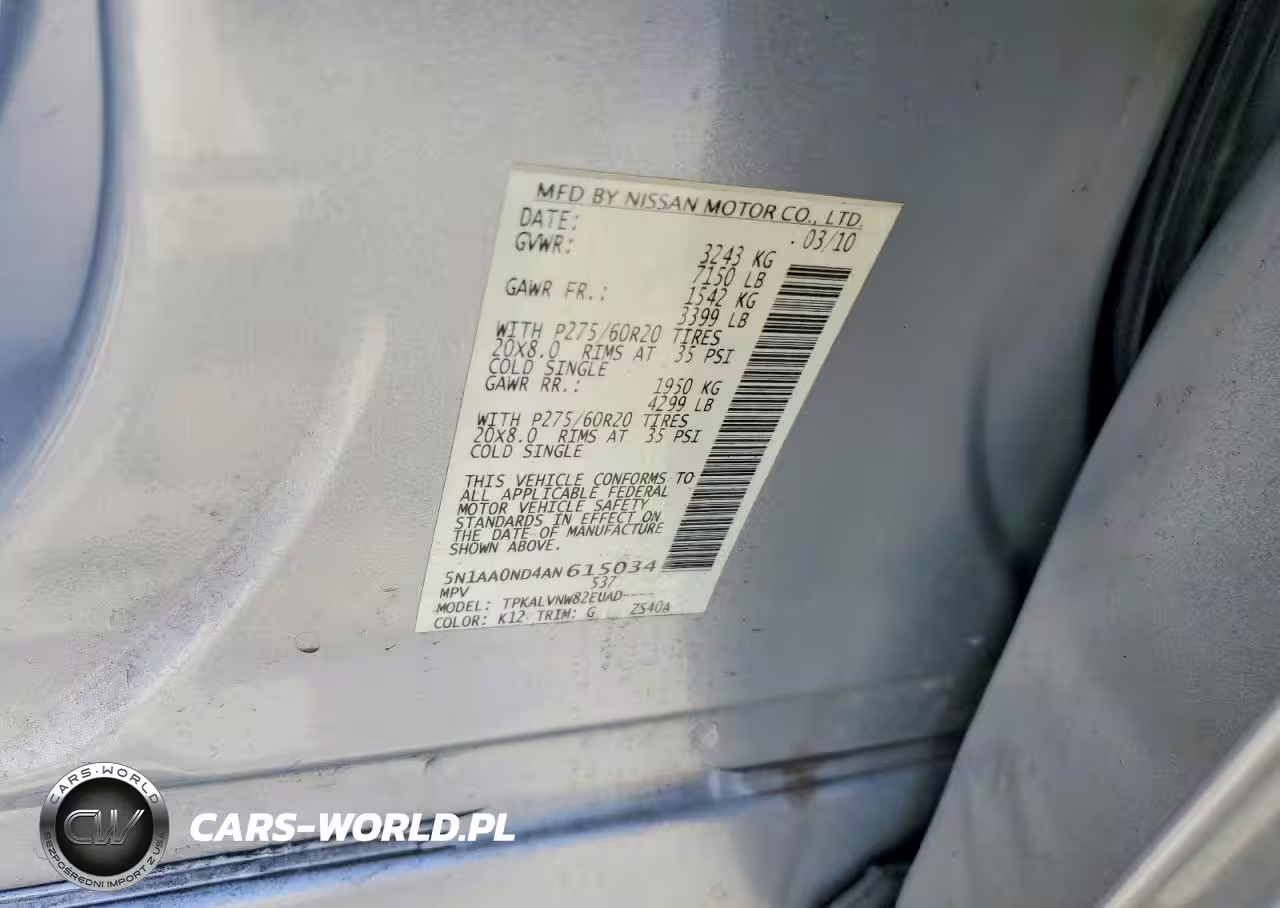 MFD BY NISSAN MOTOR CO., LTD.
DATE: 03/10
GVWR: 3243 KG
7150 LB
GAWR FR.: 1542 KG
3399 LB
WITH P275/60R20 TIRES
20X8.0 RIMS AT 35 PSI
COLD SINGLE
GAWR RR.: 1950 KG
4299 LB
WITH P275/60R20 TIRES
20X8.0 RIMS AT 35 PSI
COLD SINGLE
THIS VEHICLE CONFORMS TO
ALL APPLICABLE FEDERAL
MOTOR VEHICLE SAFETY
STANDARDS IN EFFECT ON
THE DATE OF MANUFACTURE
SHOWN ABOVE.
5N1AA0ND4AN615034
MPV 537
MODEL: TPKALVNW82EUAD----
COLOR: K12 TRIM: G ZS40A
CARS-WORLD
CW
BEZPOŚREDNI IMPORT Z USA
CARS-WORLD.PL